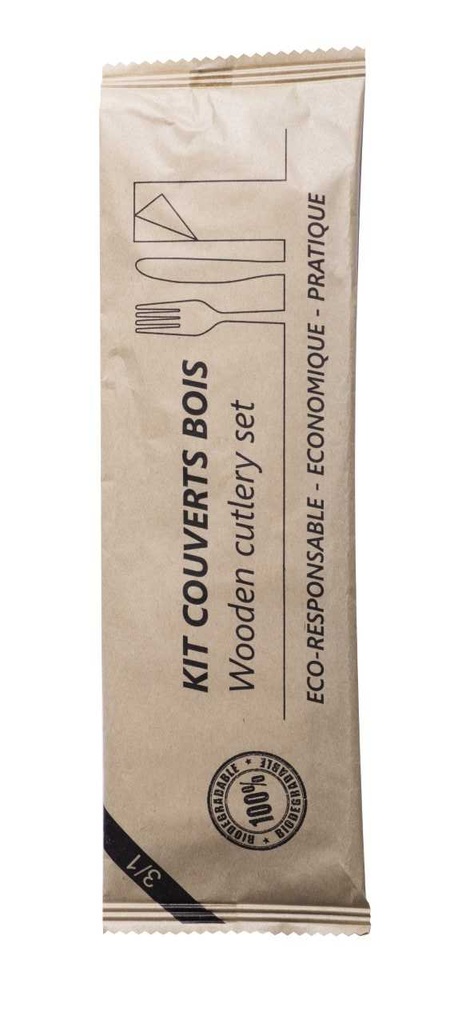 KIT COUVERTS BOIS
Wooden cutlery set
ECO-RESPONSABLE - ECONOMIQUE - PRATIQUE
BIODEGRADABLE
100%
BIODEGRADABLE
3/1